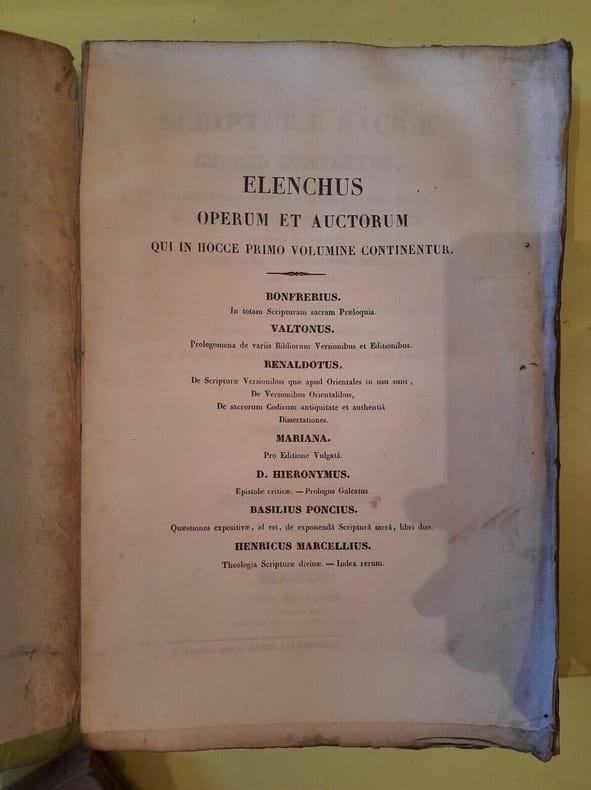 ELENCHUS
OPERUM ET AUCTORUM
QUI IN HOCCE PRIMO VOLUMINE CONTINENTUR.
BONFRERIUS.
In totam Scripturam sacram Præloquia.
VALTONUS.
Prolegomena de variis Bibliorum Versionibus et Editionibus.
RENALDOTUS.
De Scripturæ Versionibus quæ apud Orientales in usu sunt,
De Versionibus Orientalibus,
De sacrorum Codicum antiquitate et authentiâ
Dissertationes.
MARIANA.
Pro Editione Vulgatâ.
D. HIERONYMUS.
Epistolæ criticæ. — Prologus Galeatus.
BASILIUS PONCIUS.
Quæstiones expositivæ, id est, de exponendâ Scripturâ sacrâ, libri duo.
HENRICUS MARCELLIUS.
Theologia Scripturæ divinæ. — Index rerum.